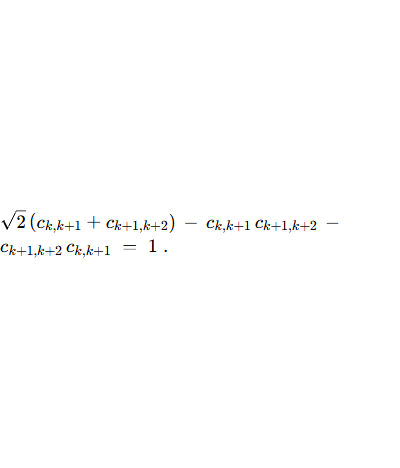 √2 (c_{k,k+1} + c_{k+1,k+2}) − c_{k,k+1} c_{k+1,k+2} −
c_{k+1,k+2} c_{k,k+1} = 1 .